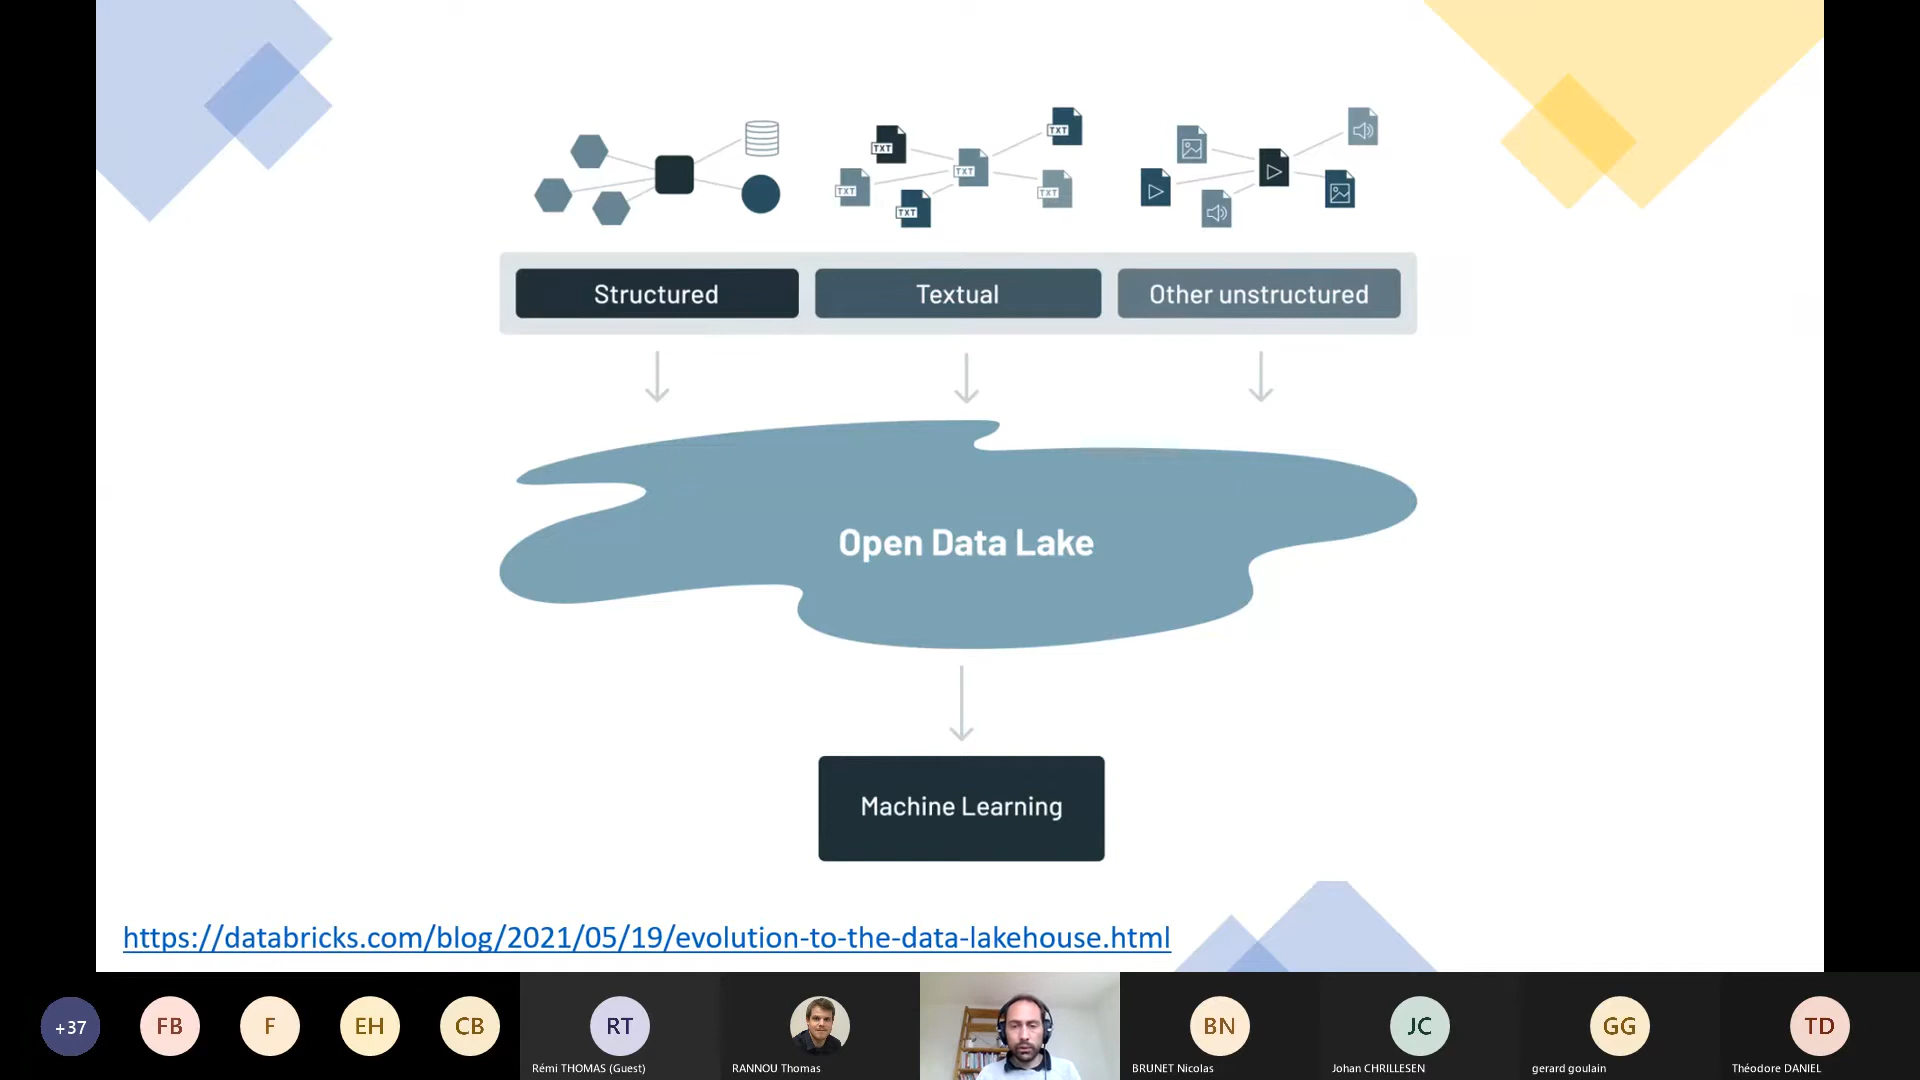 TXT
TXT
TXT
TXT
TXT
TXT
Structured
Textual
Other unstructured
Open Data Lake
Machine Learning
https://databricks.com/blog/2021/05/19/evolution-to-the-data-lakehouse.html
+37
FB
F
EH
CB
RT
BN
JC
GG
TD
Rémi THOMAS (Guest)
RANNOU Thomas
BRUNET Nicolas
Johan CHRILLESEN
gerard goulain
Théodore DANIEL